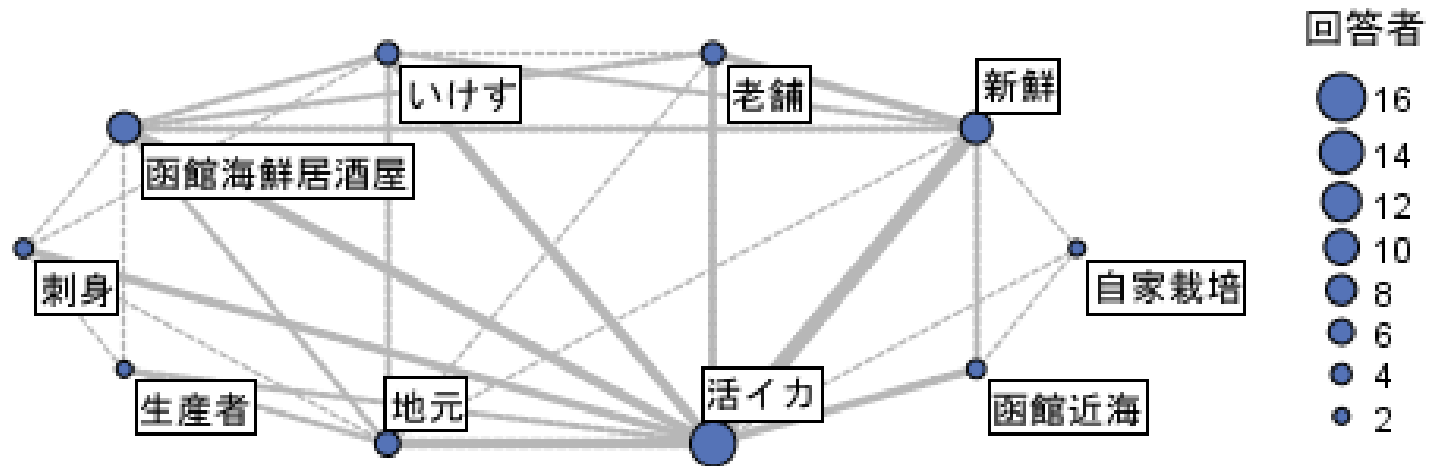 回答者
いけす
老舗
新鮮
16
14
函館海鮮居酒屋
12
10
刺身
自家栽培
8
6
生産者
地元
活イカ
函館近海
4
2